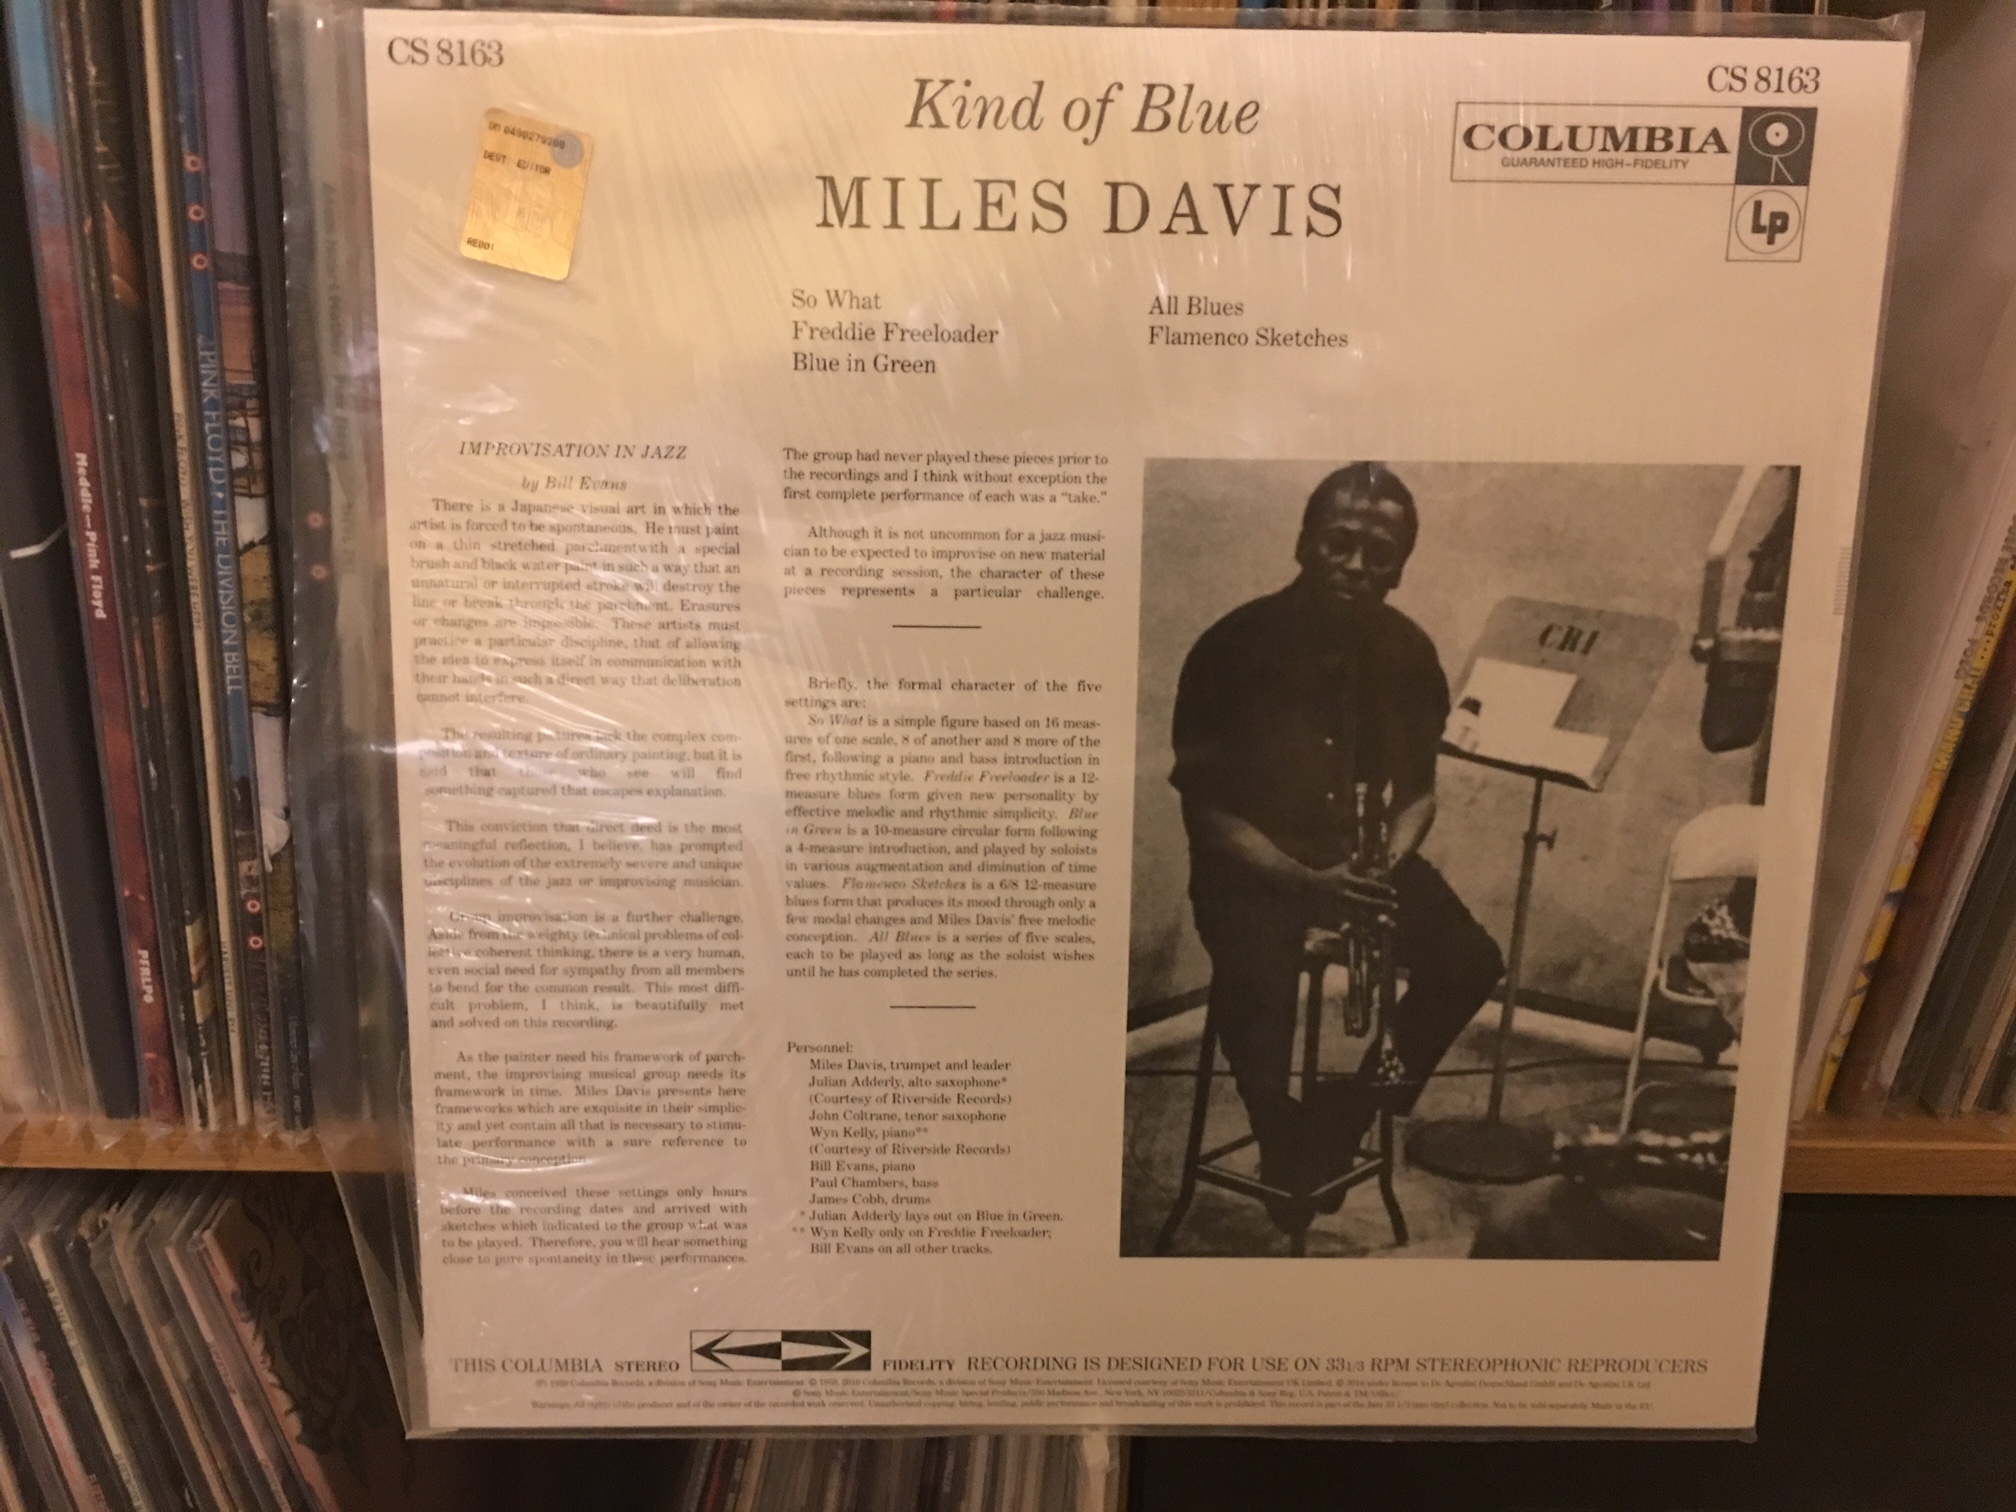 CS 8163
CS 8163
Kind of Blue
MILES DAVIS
COLUMBIA
GUARANTEED HIGH-FIDELITY
Lp
DEST EDITOR
So What
Freddie Freeloader
Blue in Green
All Blues
Flamenco Sketches
IMPROVISATION IN JAZZ
by Bill Evans
There is a Japanese visual art in which the
artist is forced to be spontaneous. He must paint
on a thin stretched parchmentwith a special
brush and black water paint in such a way that an
unnatural or interrupted stroke will destroy the
line or break through the parchment. Erasures
or changes are impossible. These artists must
practice a particular discipline, that of allowing
the idea to express itself in communication with
their hands in such a direct way that deliberation
cannot interfere.
The resulting pictures lack the complex com-
position and texture of ordinary painting, but it is
said that those who see will find
something captured that escapes explanation.
This conviction that direct deed is the most
meaningful reflection, I believe, has prompted
the evolution of the extremely severe and unique
disciplines of the jazz or improvising musician.
Group improvisation is a further challenge.
Aside from the weighty technical problems of col-
lective coherent thinking, there is a very human,
even social need for sympathy from all members
to bend for the common result. This most diffi-
cult problem, I think, is beautifully met
and solved on this recording.
As the painter need his framework of parch-
ment, the improvising musical group needs its
framework in time. Miles Davis presents here
frameworks which are exquisite in their simplic-
ity and yet contain all that is necessary to stimu-
late performance with a sure reference to
the primary conception.
Miles conceived these settings only hours
before the recording dates and arrived with
sketches which indicated to the group what was
to be played. Therefore, you will hear something
close to pure spontaneity in these performances.
The group had never played these pieces prior to
the recordings and I think without exception the
first complete performance of each was a "take."
Although it is not uncommon for a jazz musi-
cian to be expected to improvise on new material
at a recording session, the character of these
pieces represents a particular challenge.
Briefly, the formal character of the five
settings are:
So What is a simple figure based on 16 meas-
ures of one scale, 8 of another and 8 more of the
first, following a piano and bass introduction in
free rhythmic style. Freddie Freeloader is a 12-
measure blues form given new personality by
effective melodic and rhythmic simplicity. Blue
in Green is a 10-measure circular form following
a 4-measure introduction, and played by soloists
in various augmentation and diminution of time
values. Flamenco Sketches is a 6/8 12-measure
blues form that produces its mood through only a
few modal changes and Miles Davis' free melodic
conception. All Blues is a series of five scales,
each to be played as long as the soloist wishes
until he has completed the series.
Personnel:
Miles Davis, trumpet and leader
Julian Adderly, alto saxophone*
(Courtesy of Riverside Records)
John Coltrane, tenor saxophone
Wyn Kelly, piano**
(Courtesy of Riverside Records)
Bill Evans, piano
Paul Chambers, bass
James Cobb, drums
* Julian Adderly lays out on Blue in Green.
** Wyn Kelly only on Freddie Freeloader;
Bill Evans on all other tracks.
CRI
THIS COLUMBIA STEREO FIDELITY RECORDING IS DESIGNED FOR USE ON 33 1/3 RPM STEREOPHONIC REPRODUCERS
Meddle—Pink Floyd
PINK FLOYD • THE DIVISION BELL